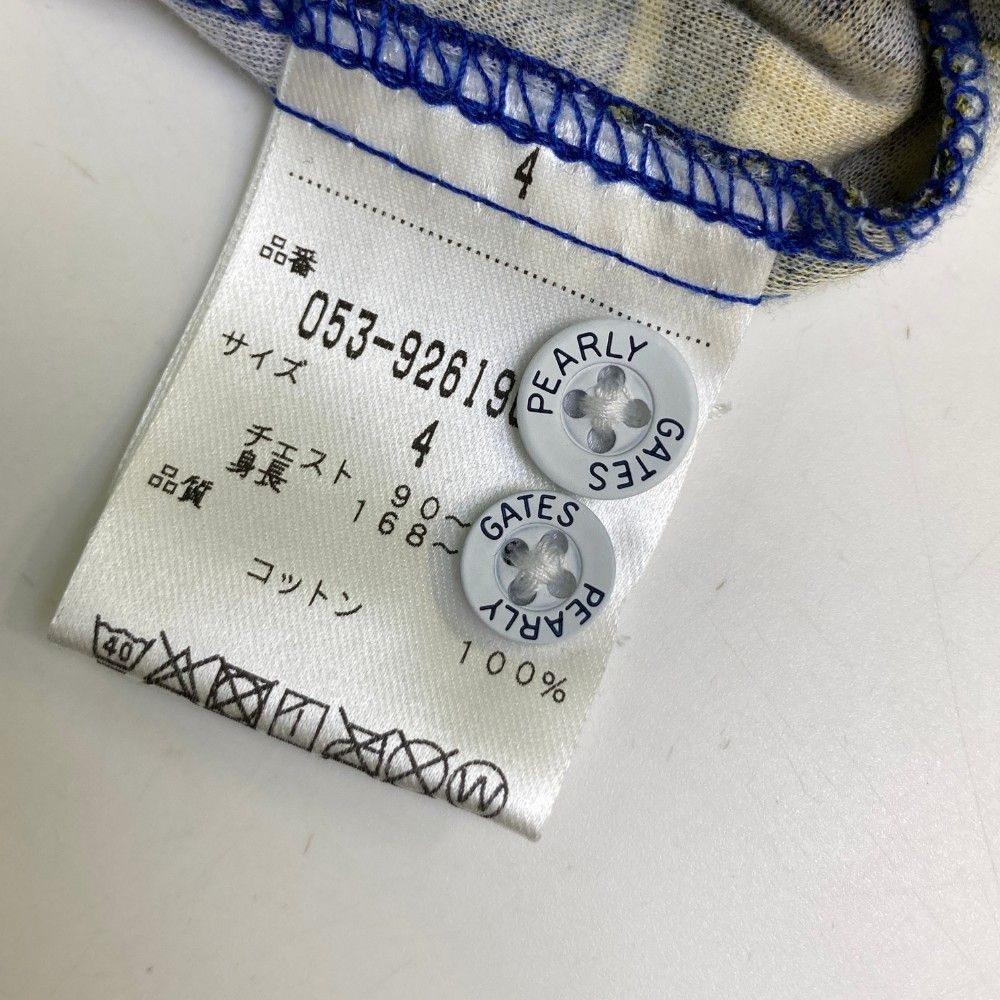 4
品番
053-92619
サイズ
4
チェスト 90~
身長 168~
品質
コットン
100%
40
W
PEARLY GATES
GATES PEARLY